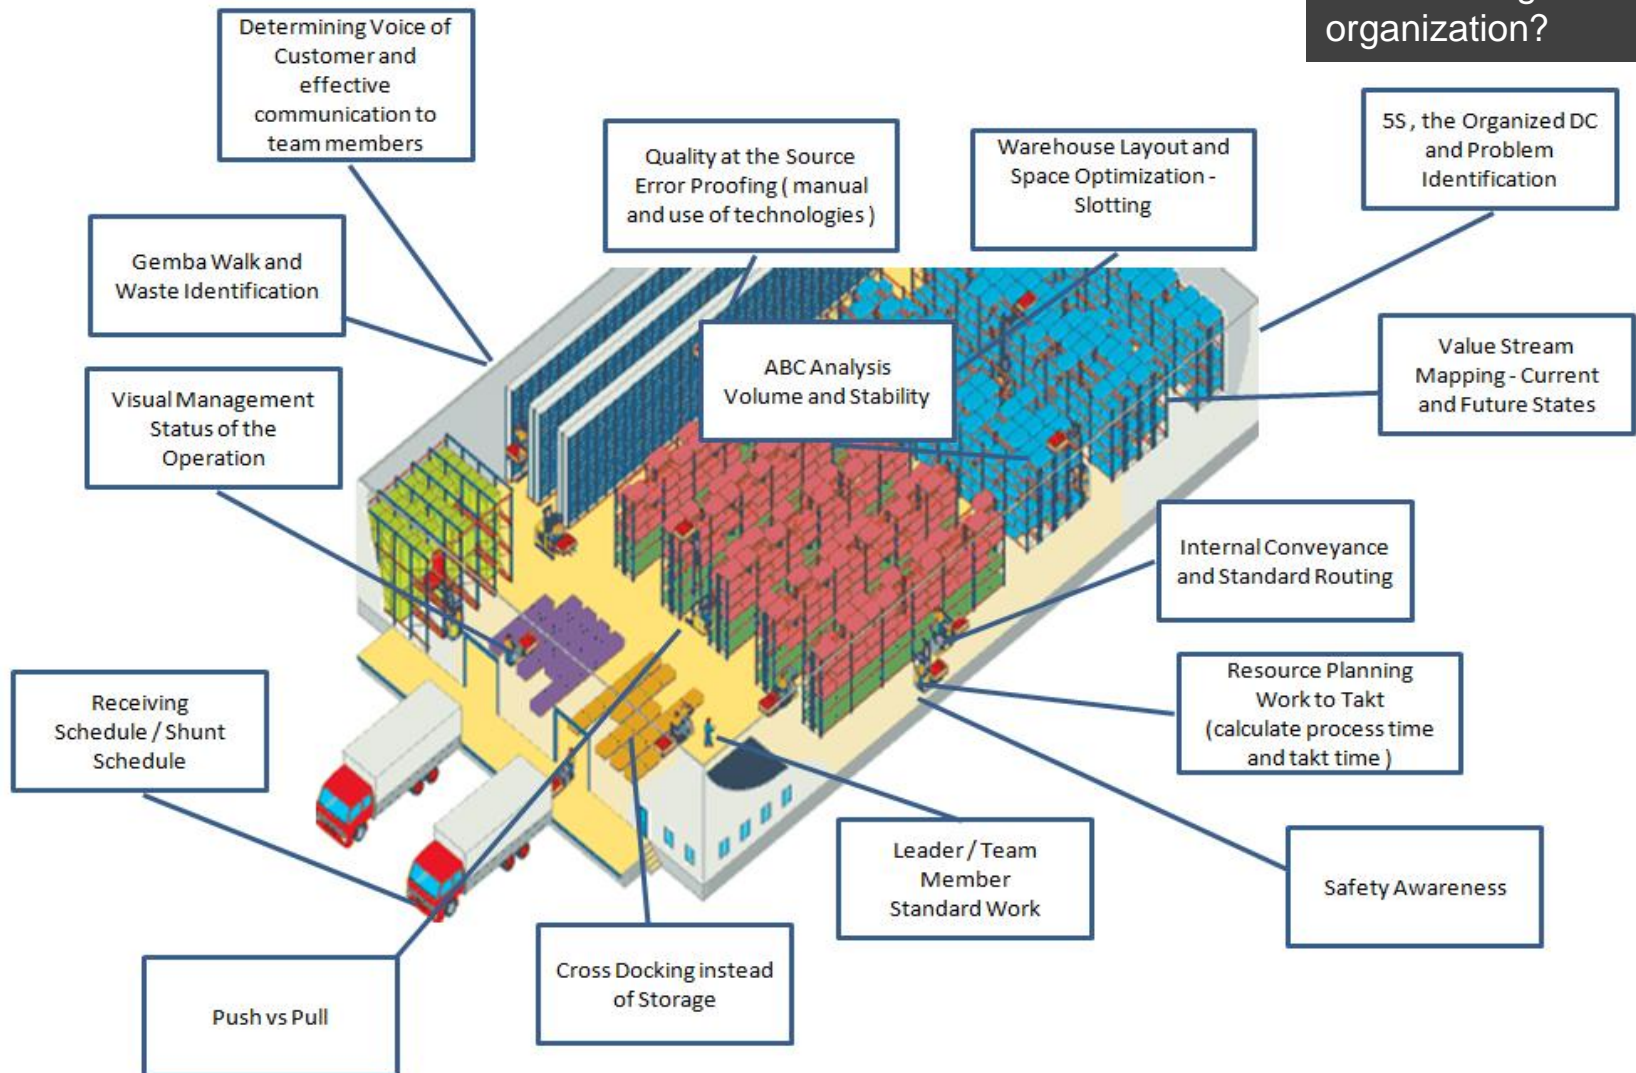 organization?
Determining Voice of
Customer and
effective
communication to
team members
Quality at the Source
Error Proofing ( manual
and use of technologies )
Warehouse Layout and
Space Optimization -
Slotting
5S , the Organized DC
and Problem
Identification
Gemba Walk and
Waste Identification
ABC Analysis
Volume and Stability
Value Stream
Mapping - Current
and Future States
Visual Management
Status of the
Operation
Internal Conveyance
and Standard Routing
Resource Planning
Work to Takt
(calculate process time
and takt time )
Receiving
Schedule / Shunt
Schedule
Leader / Team
Member
Standard Work
Safety Awareness
Cross Docking instead
of Storage
Push vs Pull